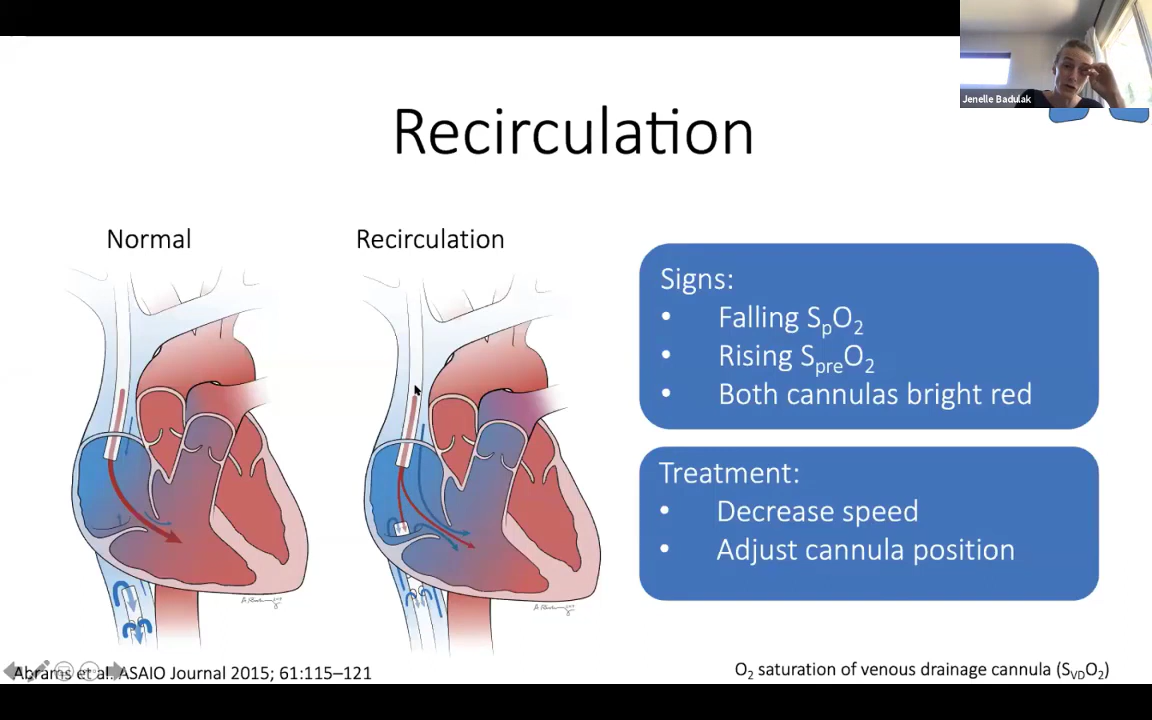 Jenelle Badulak
Recirculation
Normal
Recirculation
Signs:
• Falling SpO2
• Rising SpreO2
• Both cannulas bright red
Treatment:
• Decrease speed
• Adjust cannula position
Abrams et al. ASAIO Journal 2015; 61:115–121
O2 saturation of venous drainage cannula (SVDO2)